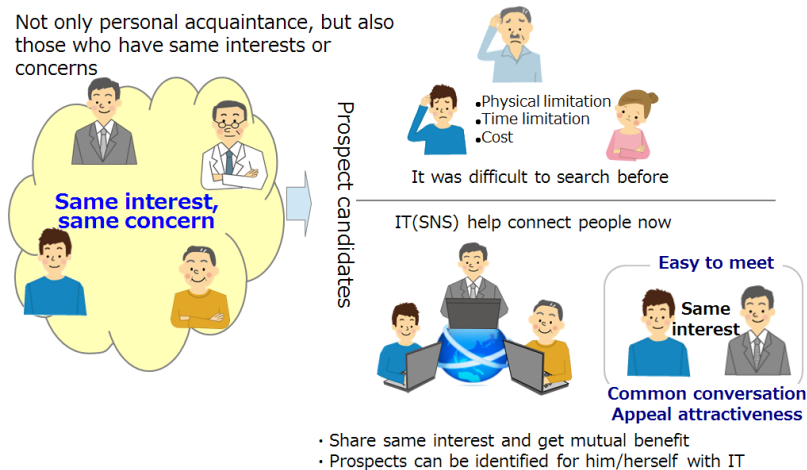 Not only personal acquaintance, but also
those who have same interests or
concerns
Same interest,
same concern
Prospect candidates
•Physical limitation
•Time limitation
•Cost
It was difficult to search before
IT(SNS) help connect people now
Easy to meet
Same
interest
Common conversation
Appeal attractiveness
・Share same interest and get mutual benefit
・Prospects can be identified for him/herself with IT